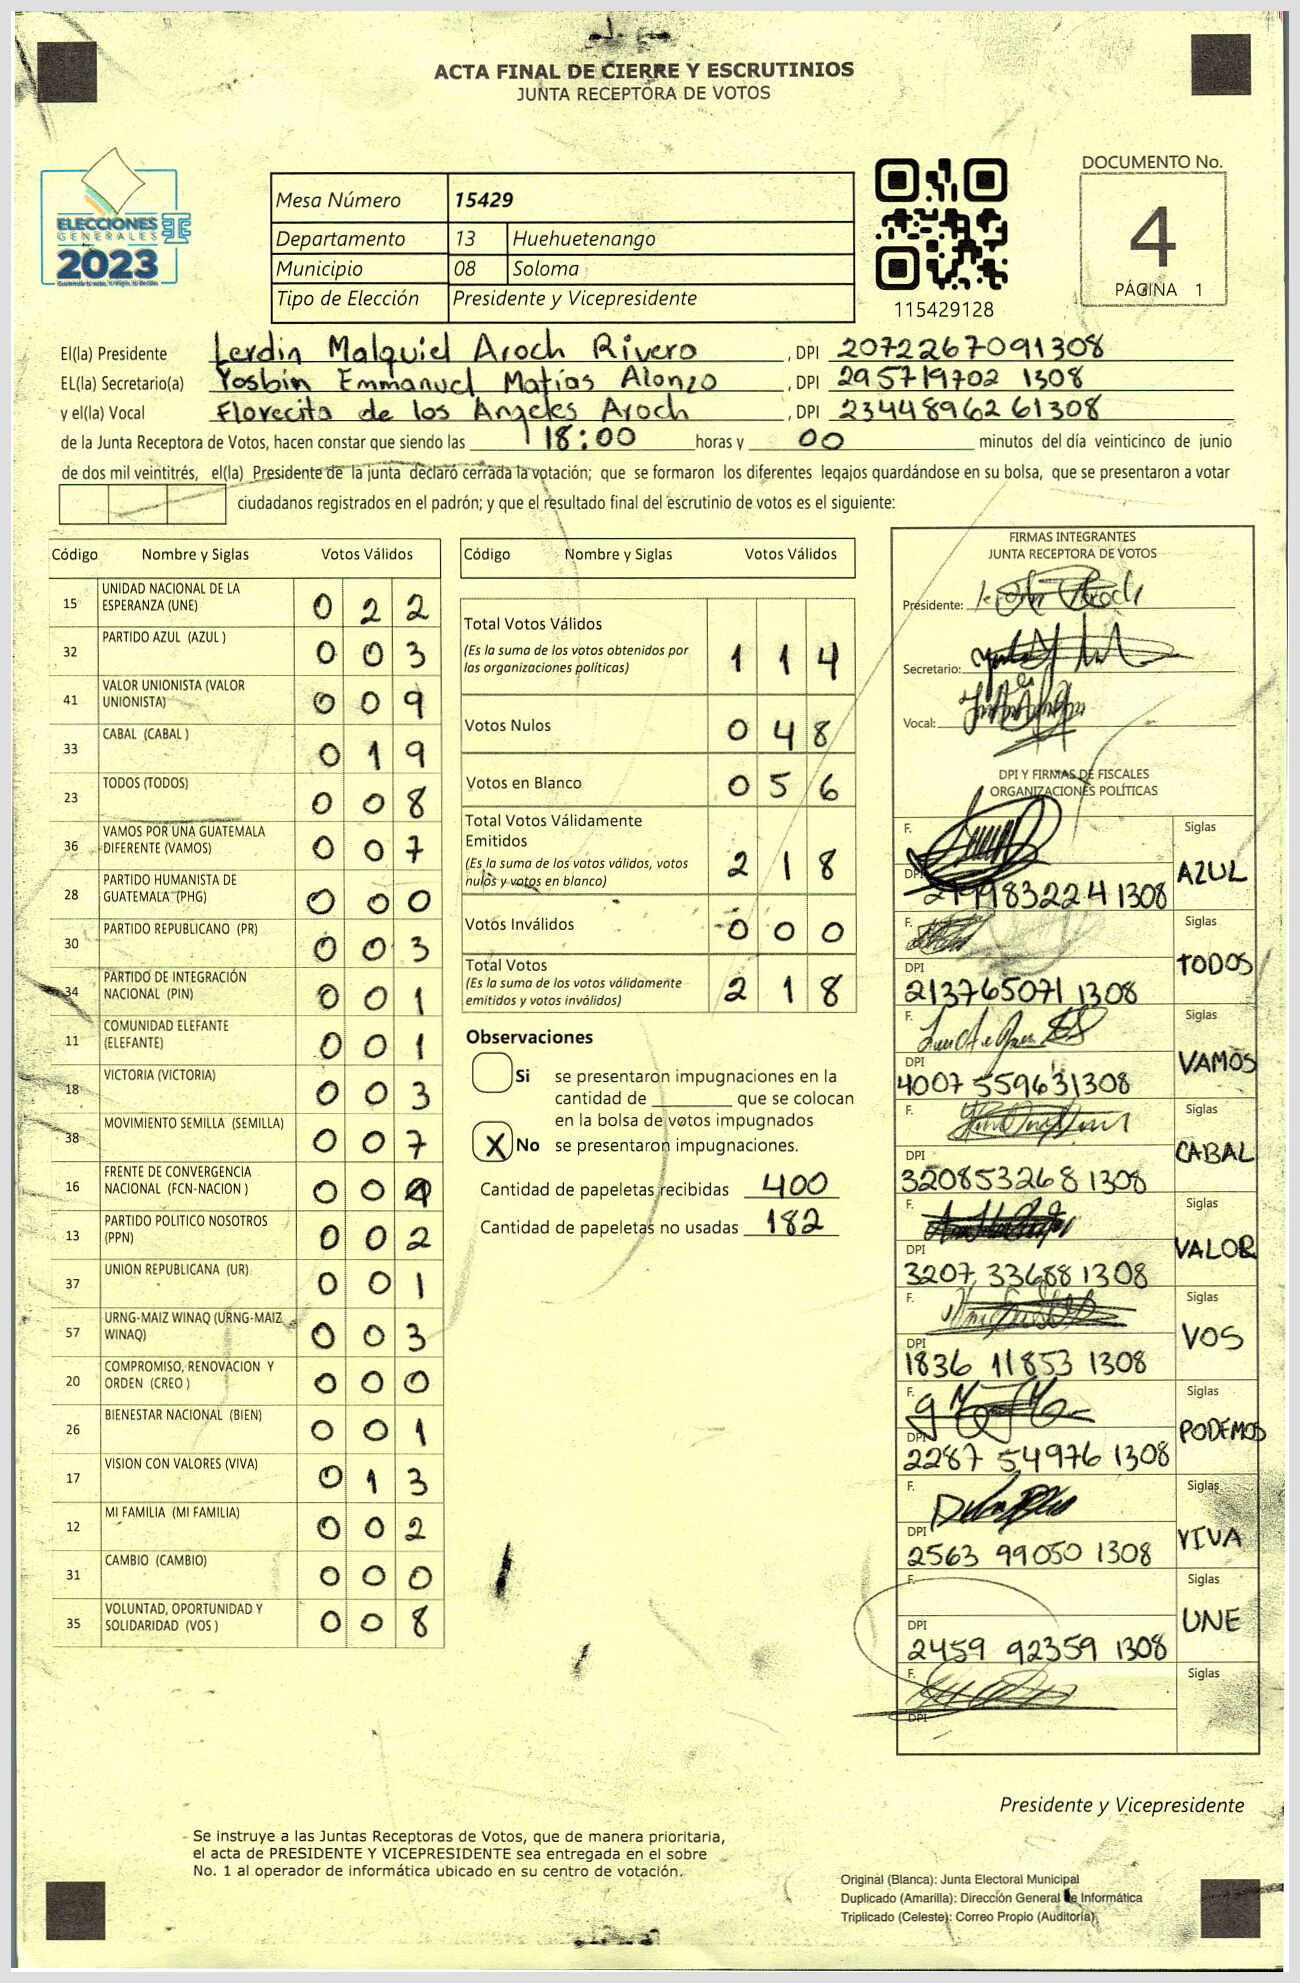 ACTA FINAL DE CIERRE Y ESCRUTINIOS
JUNTA RECEPTORA DE VOTOS
DOCUMENTO No.
4
PÁGINA 1
ELECCIONES
GENERALES
2023
Mesa Número 15429
Departamento 13 Huehuetenango
Municipio 08 Soloma
Tipo de Elección Presidente y Vicepresidente
115429128
El(la) Presidente Lerdin Malquiel Aroch Rivero , DPI 2072267091308
EL(la) Secretario(a) Yosbin Emmanuel Matías Alonzo , DPI 295719702 1308
y el(la) Vocal Florecita de los Angeles Aroch , DPI 2344896261308
de la Junta Receptora de Votos, hacen constar que siendo las 18:00 horas y 00 minutos del día veinticinco de junio
de dos mil veintitrés, el(la) Presidente de la junta declaró cerrada la votación; que se formaron los diferentes legajos quardándose en su bolsa, que se presentaron a votar
ciudadanos registrados en el padrón; y que el resultado final del escrutinio de votos es el siguiente:
Código Nombre y Siglas Votos Válidos
15 UNIDAD NACIONAL DE LA ESPERANZA (UNE) 0 2 2
32 PARTIDO AZUL (AZUL ) 0 0 3
41 VALOR UNIONISTA (VALOR UNIONISTA) 0 0 9
33 CABAL (CABAL ) 0 1 9
23 TODOS (TODOS) 0 0 8
36 VAMOS POR UNA GUATEMALA DIFERENTE (VAMOS) 0 0 7
28 PARTIDO HUMANISTA DE GUATEMALA (PHG) 0 0 0
30 PARTIDO REPUBLICANO (PR) 0 0 3
34 PARTIDO DE INTEGRACIÓN NACIONAL (PIN) 0 0 1
11 COMUNIDAD ELEFANTE (ELEFANTE) 0 0 1
18 VICTORIA (VICTORIA) 0 0 3
38 MOVIMIENTO SEMILLA (SEMILLA) 0 0 7
16 FRENTE DE CONVERGENCIA NACIONAL (FCN-NACION ) 0 0
13 PARTIDO POLITICO NOSOTROS (PPN) 0 0 2
37 UNION REPUBLICANA (UR) 0 0 1
57 URNG-MAIZ WINAQ (URNG-MAIZ WINAQ) 0 0 3
20 COMPROMISO, RENOVACION Y ORDEN (CREO ) 0 0 0
26 BIENESTAR NACIONAL (BIEN) 0 0 1
17 VISION CON VALORES (VIVA) 0 1 3
12 MI FAMILIA (MI FAMILIA) 0 0 2
31 CAMBIO (CAMBIO) 0 0 0
35 VOLUNTAD, OPORTUNIDAD Y SOLIDARIDAD (VOS ) 0 0 8
Código Nombre y Siglas Votos Válidos
Total Votos Válidos
(Es la suma de los votos obtenidos por
las organizaciones políticas) 1 1 4
Votos Nulos 0 4 8
Votos en Blanco 0 5 6
Total Votos Válidamente
Emitidos
(Es la suma de los votos válidos, votos
nulos y votos en blanco) 2 1 8
Votos Inválidos 0 0 0
Total Votos
(Es la suma de los votos válidamente
emitidos y votos inválidos) 2 1 8
Observaciones
Si se presentaron impugnaciones en la
cantidad de ________ que se colocan
en la bolsa de votos impugnados
X No se presentaron impugnaciones.
Cantidad de papeletas recibidas 400
Cantidad de papeletas no usadas 182
FIRMAS INTEGRANTES
JUNTA RECEPTORA DE VOTOS
Presidente:
Secretario:
Vocal:
DPI Y FIRMAS DE FISCALES
ORGANIZACIONES POLÍTICAS
F. Siglas
DPI 1308 AZUL
F. Siglas
DPI 213765071 1308 TODOS
F. Siglas
DPI 4007 559631308 VAMOS
F. Siglas
DPI 320853268 1308 CABAL
F. Siglas
DPI 3207 33688 1308 VALOR
F. Siglas
DPI 1836 11853 1308 VOS
F. Siglas
DPI 2287 54976 1308 PODEMOS
F. Siglas
DPI 2563 99050 1308 VIVA
F. Siglas
DPI 2459 92359 1308 UNE
F. Siglas
DPI
Presidente y Vicepresidente
Se instruye a las Juntas Receptoras de Votos, que de manera prioritaria,
el acta de PRESIDENTE Y VICEPRESIDENTE sea entregada en el sobre
No. 1 al operador de informática ubicado en su centro de votación.
Original (Blanca): Junta Electoral Municipal
Duplicado (Amarilla): Dirección General de Informática
Triplicado (Celeste): Correo Propio (Auditoría)